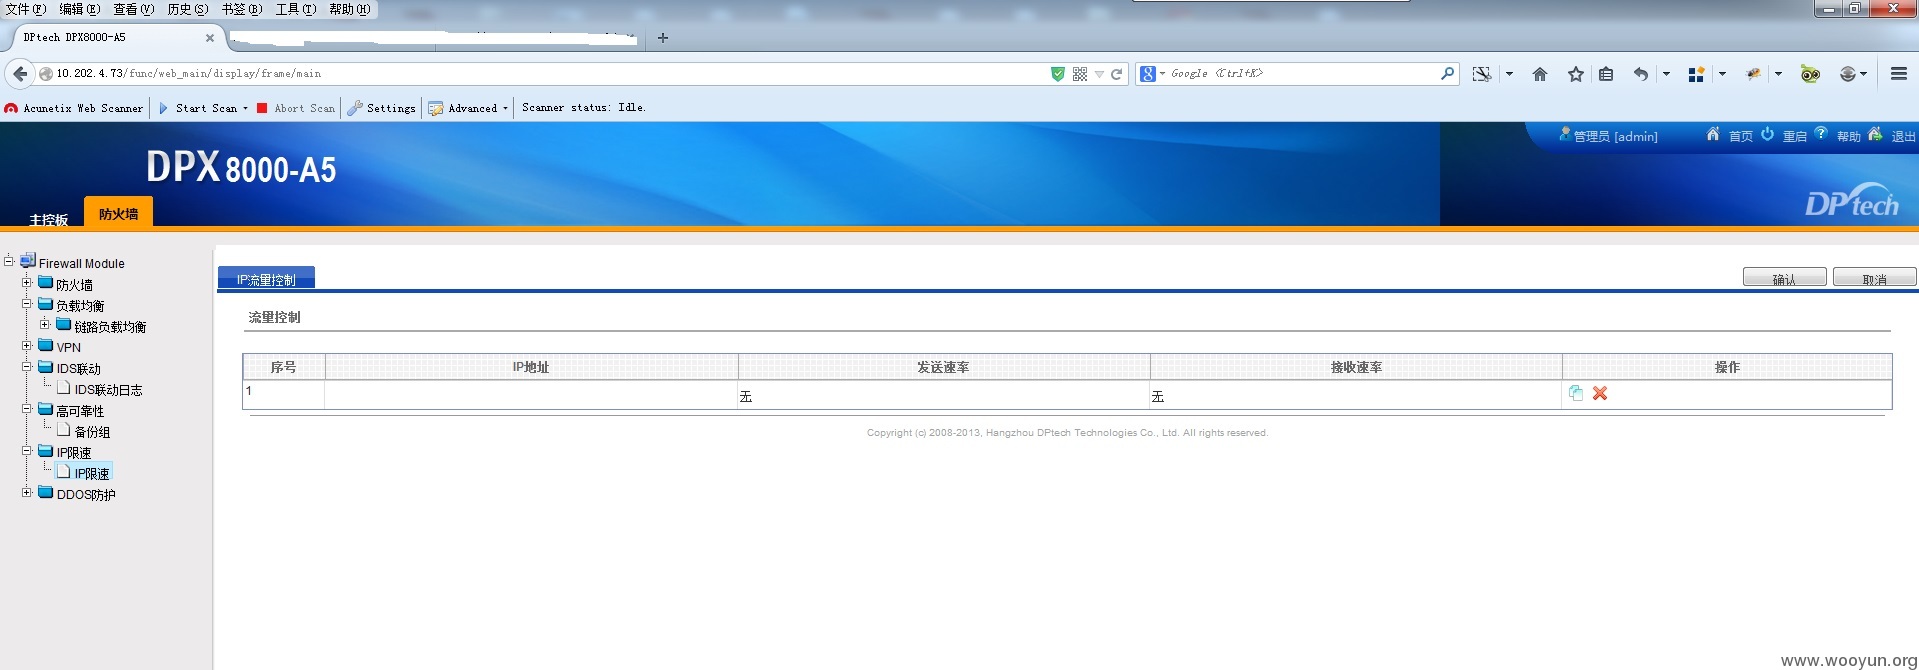 文件(F) 编辑(E) 查看(V) 历史(S) 书签(B) 工具(T) 帮助(H)
DPtech DPX8000-A5
10.202.4.73/func/web_main/display/frame/main
Google <Ctrl+K>
Acunetix Web Scanner Start Scan Abort Scan Settings Advanced Scanner status: Idle.
管理员 [admin] 首页 重启 帮助 退出
DPX 8000-A5
DPtech
主控板 防火墙
Firewall Module
防火墙
负载均衡
链路负载均衡
VPN
IDS联动
IDS联动日志
高可靠性
备份组
IP限速
IP限速
DDOS防护
IP流量控制 确认 取消
流量控制
序号 IP地址 发送速率 接收速率 操作
1 无 无
Copyright (c) 2008-2013, Hangzhou DPtech Technologies Co., Ltd. All rights reserved.
www.wooyun.org